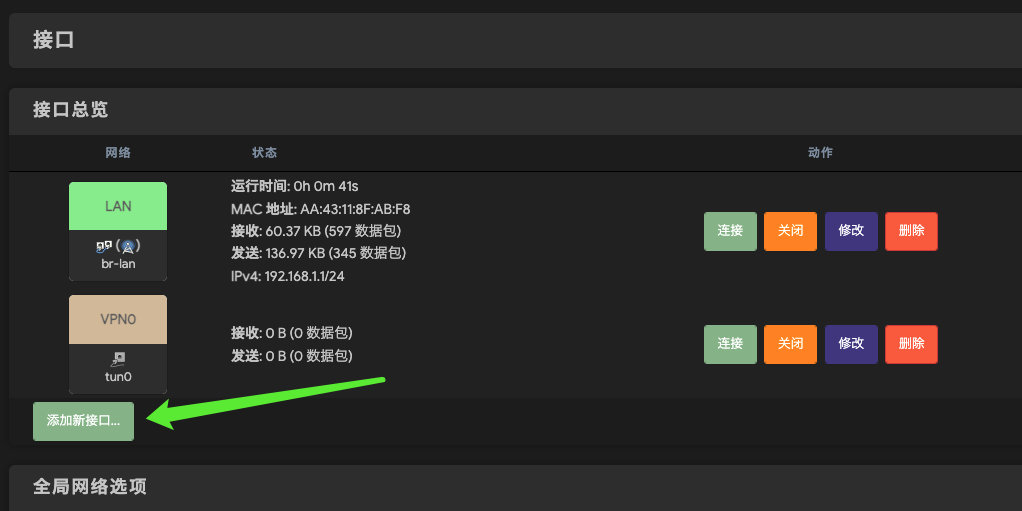 接口
接口总览
网络 状态 动作
LAN
br-lan
运行时间: 0h 0m 41s
MAC 地址: AA:43:11:8F:AB:F8
接收: 60.37 KB (597 数据包)
发送: 136.97 KB (345 数据包)
IPv4: 192.168.1.1/24
连接 关闭 修改 删除
VPN0
tun0
接收: 0 B (0 数据包)
发送: 0 B (0 数据包)
连接 关闭 修改 删除
添加新接口...
全局网络选项